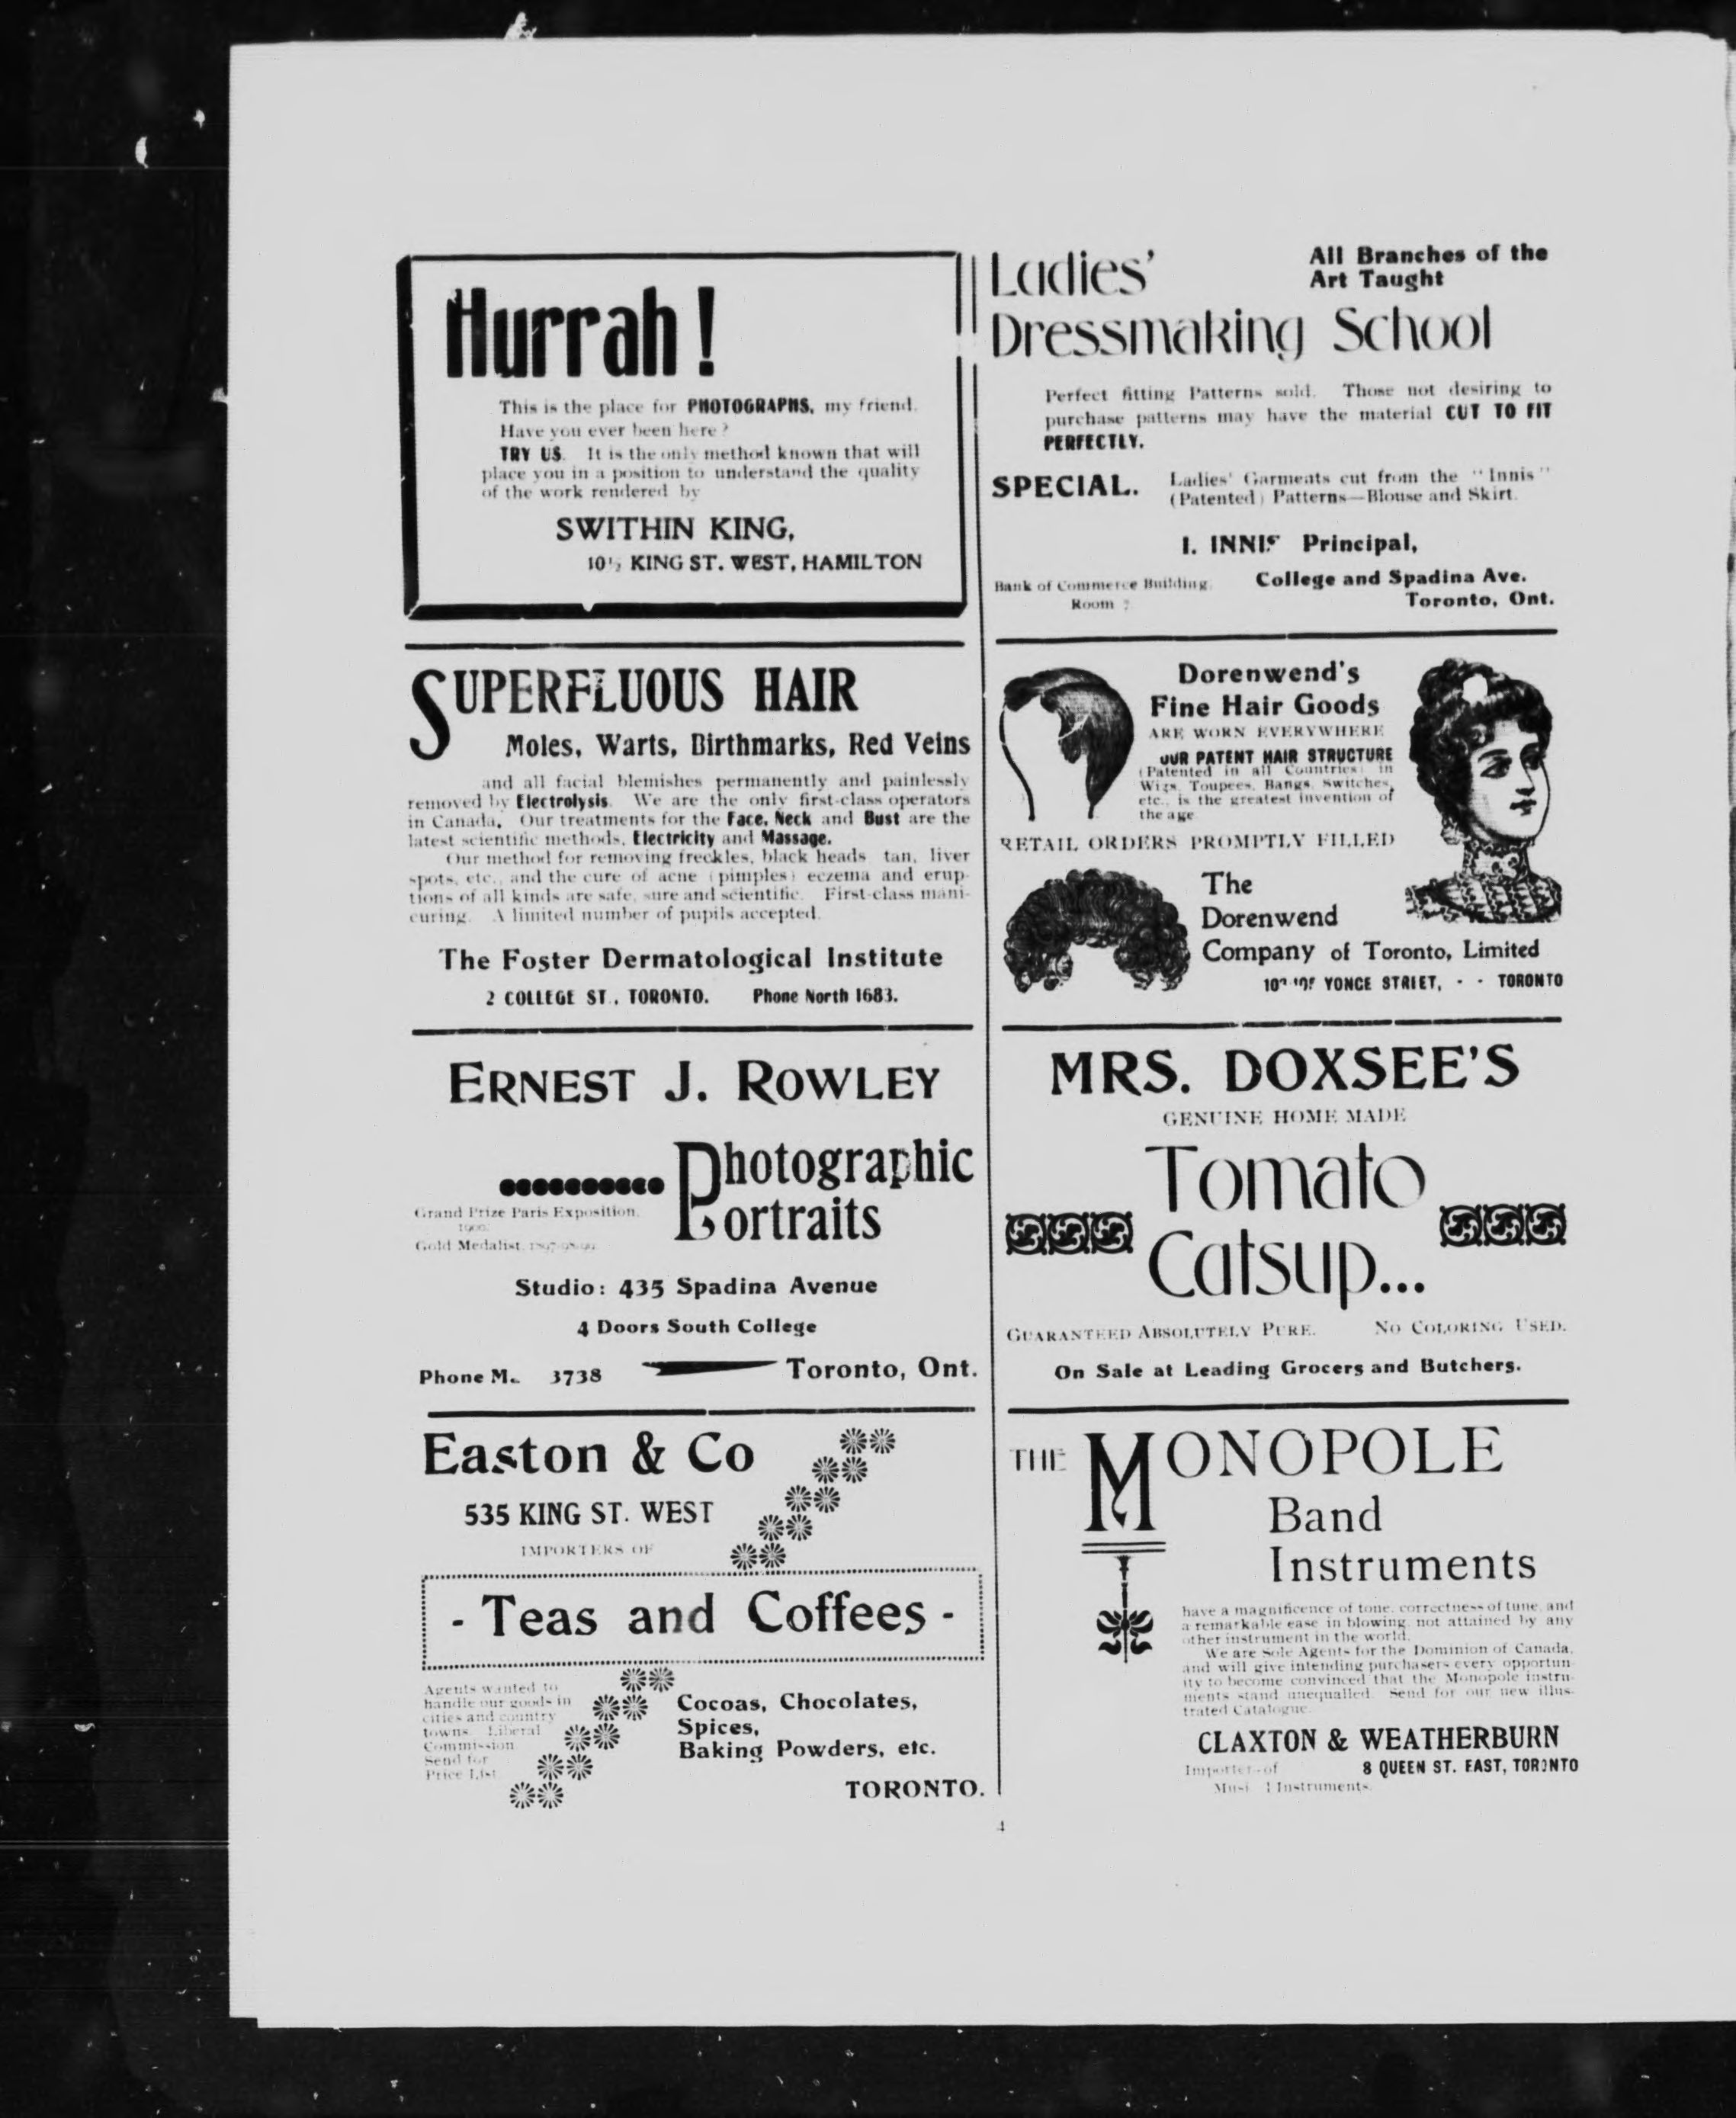 Hurrah!
This is the place for PHOTOGRAPHS, my friend.
Have you ever been here?
TRY US. It is the only method known that will
place you in a position to understand the quality
of the work rendered by
SWITHIN KING,
10½ KING ST. WEST, HAMILTON
SUPERFLUOUS HAIR
Moles, Warts, Birthmarks, Red Veins
and all facial blemishes permanently and painlessly
removed by Electrolysis. We are the only first-class operators
in Canada. Our treatments for the Face, Neck and Bust are the
latest scientific methods, Electricity and Massage.
Our method for removing freckles, black heads tan, liver
spots, etc., and the cure of acne (pimples) eczema and erup-
tions of all kinds are safe, sure and scientific. First-class mani-
curing. A limited number of pupils accepted.
The Foster Dermatological Institute
2 COLLEGE ST., TORONTO. Phone North 1683.
ERNEST J. ROWLEY
Photographic
Portraits
Grand Prize Paris Exposition,
1900.
Gold Medalist, 1897-98-99.
Studio: 435 Spadina Avenue
4 Doors South College
Phone M. 3738 Toronto, Ont.
Easton & Co
535 KING ST. WEST
IMPORTERS OF
- Teas and Coffees -
Agents wanted to
handle our goods in
cities and country
towns. Liberal
Commission
Send for
Price List
Cocoas, Chocolates,
Spices,
Baking Powders, etc.
TORONTO.
Ladies' All Branches of the
Art Taught
Dressmaking School
Perfect fitting Patterns sold. Those not desiring to
purchase patterns may have the material CUT TO FIT
PERFECTLY.
SPECIAL. Ladies' Garments cut from the "Innis"
(Patented) Patterns—Blouse and Skirt.
I. INNIS Principal,
Bank of Commerce Building, College and Spadina Ave.
Room 7 Toronto, Ont.
Dorenwend's
Fine Hair Goods
ARE WORN EVERYWHERE
OUR PATENT HAIR STRUCTURE
(Patented in all Countries) in
Wigs, Toupees, Bangs, Switches,
etc., is the greatest invention of
the age.
RETAIL ORDERS PROMPTLY FILLED
The
Dorenwend
Company of Toronto, Limited
YONGE STREET, - - TORONTO
MRS. DOXSEE'S
GENUINE HOME MADE
Tomato
Catsup...
GUARANTEED ABSOLUTELY PURE. NO COLORING USED.
On Sale at Leading Grocers and Butchers.
THE MONOPOLE
Band
Instruments
have a magnificence of tone, correctness of tune, and
a remarkable ease in blowing, not attained by any
other instrument in the world.
We are Sole Agents for the Dominion of Canada,
and will give intending purchasers every opportun-
ity to become convinced that the Monopole instru-
ments stand unequalled. Send for our new illus-
trated Catalogue.
CLAXTON & WEATHERBURN
Importers of 8 QUEEN ST. EAST, TORONTO
Musical Instruments.
4